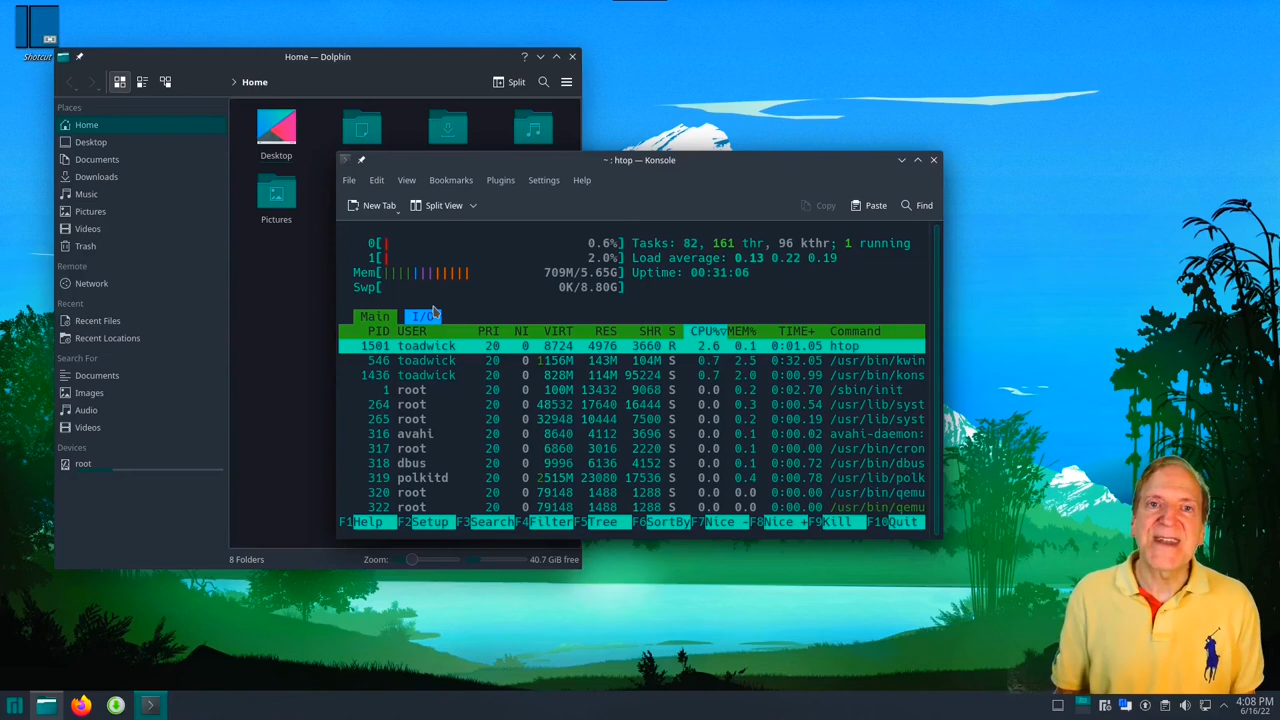 Shotcut
Home — Dolphin
Home
Split
Places
Home
Desktop
Documents
Downloads
Music
Pictures
Videos
Trash
Remote
Network
Recent
Recent Files
Recent Locations
Search For
Documents
Images
Audio
Videos
Devices
root
Desktop
Pictures
8 Folders
Zoom:
40.7 GiB free
~ : htop — Konsole
File Edit View Bookmarks Plugins Settings Help
New Tab Split View Copy Paste Find
0[| 0.6%] Tasks: 82, 161 thr, 96 kthr; 1 running
1[| 2.0%] Load average: 0.13 0.22 0.19
Mem[||||||||||| 709M/5.65G] Uptime: 00:31:06
Swp[ 0K/8.80G]
Main I/O
PID USER PRI NI VIRT RES SHR S CPU%▽MEM% TIME+ Command
1501 toadwick 20 0 8724 4976 3660 R 2.6 0.1 0:01.05 htop
546 toadwick 20 0 1156M 143M 104M S 0.7 2.5 0:32.05 /usr/bin/kwin
1436 toadwick 20 0 828M 114M 95224 S 0.7 2.0 0:00.99 /usr/bin/kons
1 root 20 0 100M 13432 9068 S 0.0 0.2 0:02.70 /sbin/init
264 root 20 0 48532 17640 16444 S 0.0 0.3 0:00.54 /usr/lib/syst
265 root 20 0 32948 10444 7500 S 0.0 0.2 0:00.19 /usr/lib/syst
316 avahi 20 0 8640 4112 3696 S 0.0 0.1 0:00.02 avahi-daemon:
317 root 20 0 6860 3016 2220 S 0.0 0.1 0:00.00 /usr/bin/cron
318 dbus 20 0 9996 6136 4152 S 0.0 0.1 0:00.72 /usr/bin/dbus
319 polkitd 20 0 2515M 23080 17536 S 0.0 0.4 0:00.78 /usr/lib/polk
320 root 20 0 79148 1488 1288 S 0.0 0.0 0:00.00 /usr/bin/qemu
322 root 20 0 79148 1488 1288 S 0.0 0.0 0:00.00 /usr/bin/qemu
F1Help F2Setup F3SearchF4FilterF5Tree F6SortByF7Nice -F8Nice +F9Kill F10Quit
4:08 PM
6/16/22